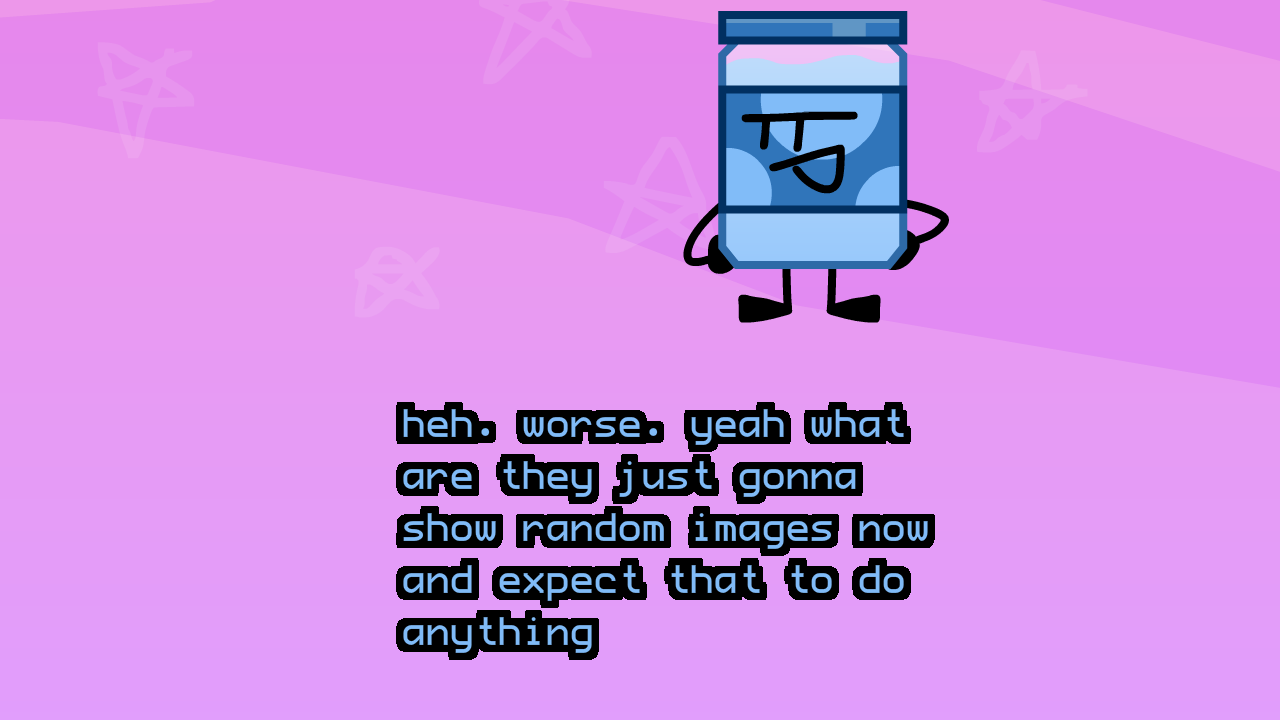 heh. worse. yeah what
are they just gonna
show random images now
and expect that to do
anything